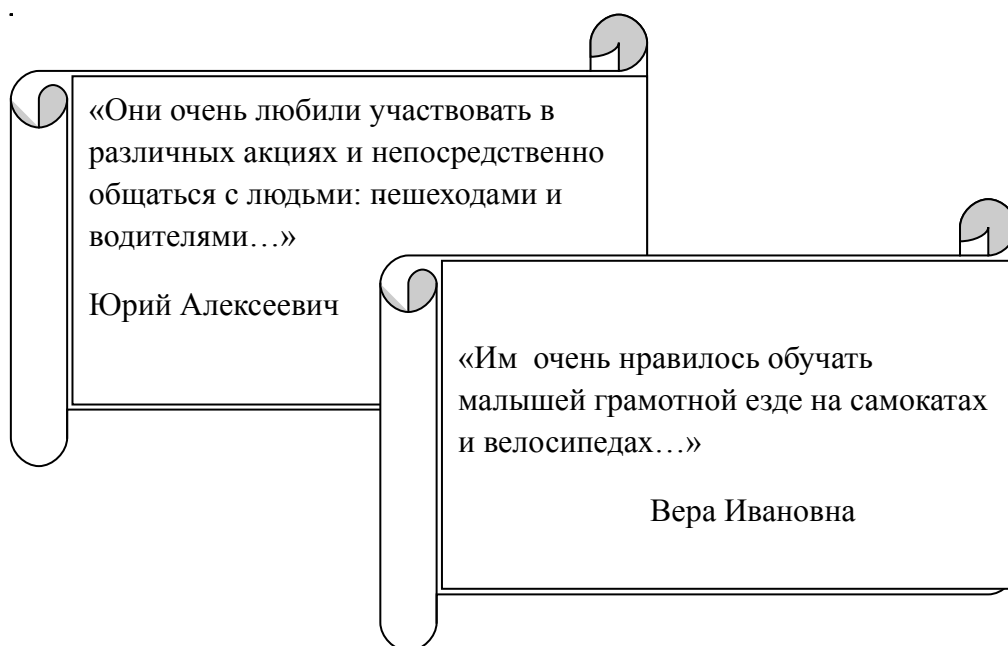 «Они очень любили участвовать в
различных акциях и непосредственно
общаться с людьми: пешеходами и
водителями…»
Юрий Алексеевич
«Им очень нравилось обучать
малышей грамотной езде на самокатах
и велосипедах…»
Вера Ивановна